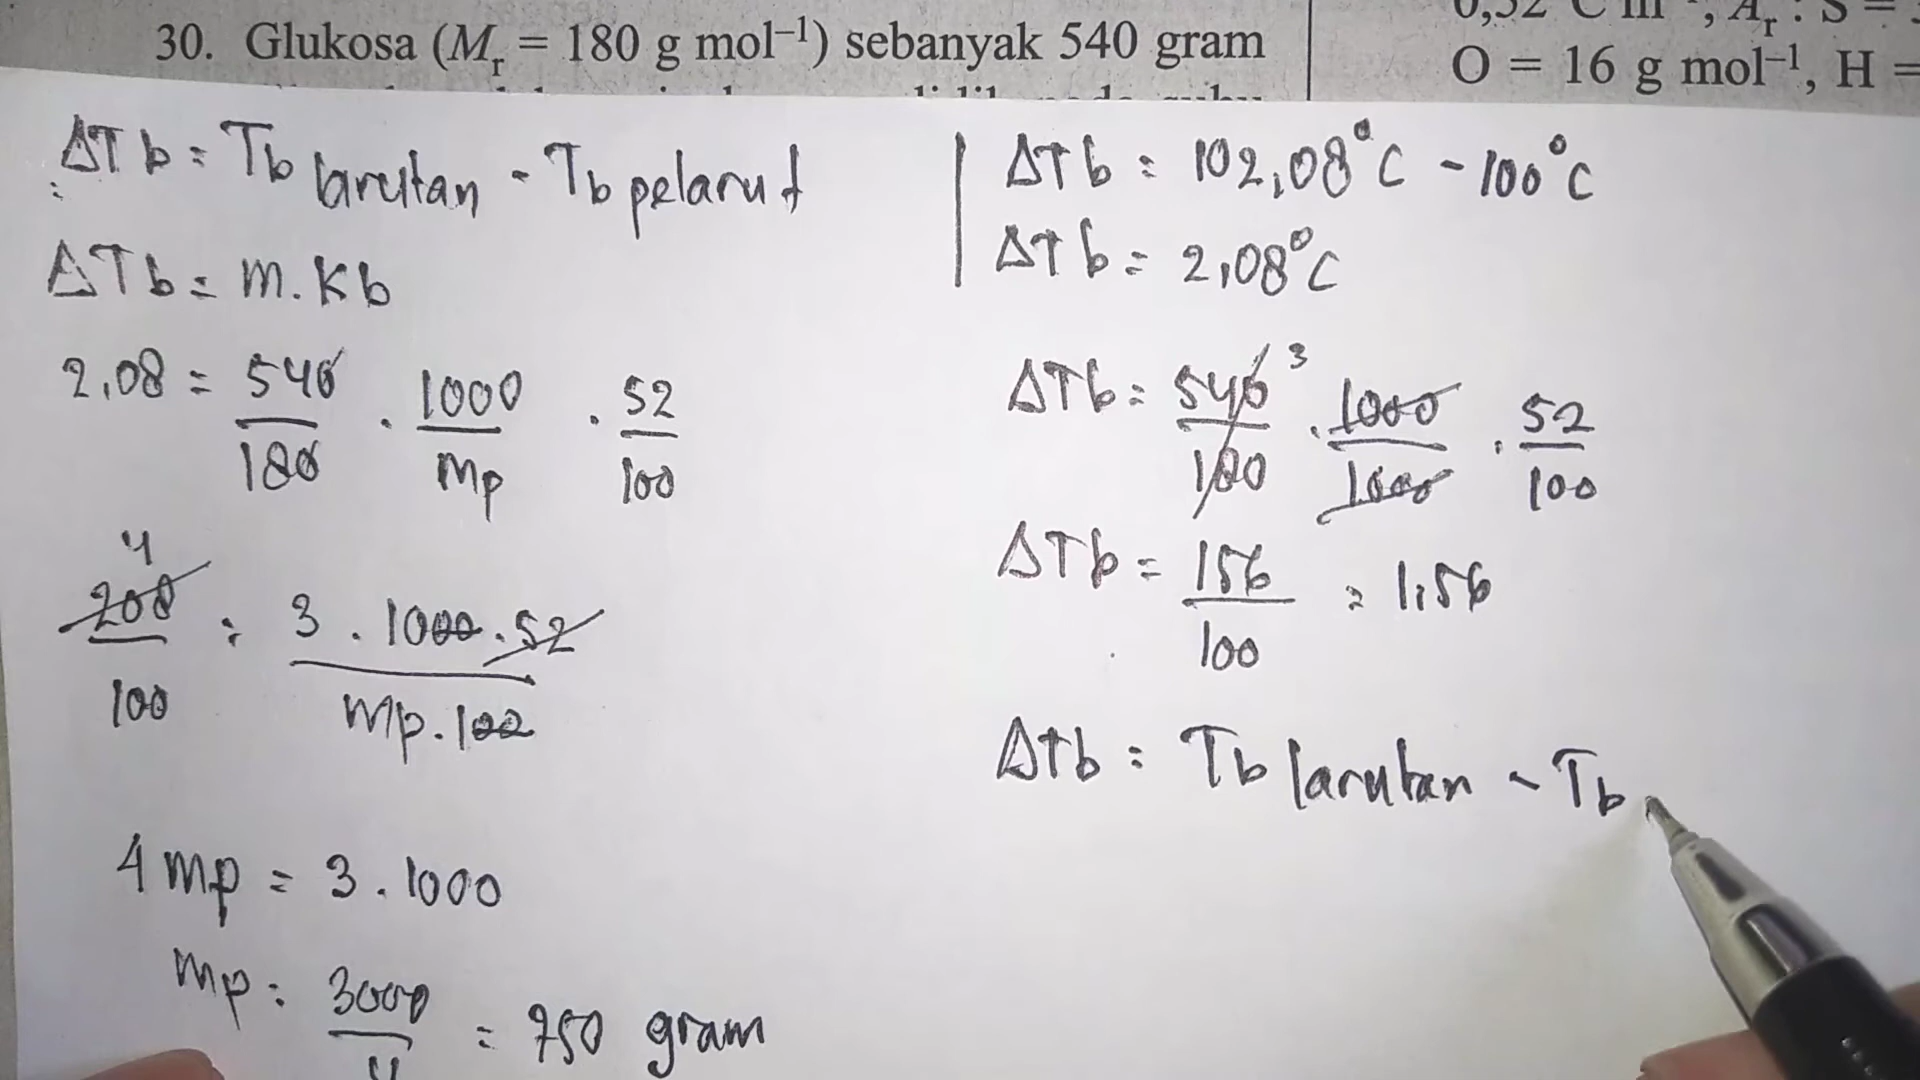 30. Glukosa (Mr = 180 g mol⁻¹) sebanyak 540 gram
O = 16 g mol⁻¹, H =
ΔTb = Tb larutan - Tb pelarut
ΔTb = m . Kb
2,08 = 540/180 . 1000/mp . 52/100
4
208/100 = 3 . 1000 . 52/mp . 100
4 mp = 3 . 1000
mp = 3000/4 = 750 gram
ΔTb = 102,08°C - 100°C
ΔTb = 2,08°C
ΔTb = 540/180 3 . 1000/1000 . 52/100
ΔTb = 156/100 = 1,56
ΔTb = Tb larutan - Tb